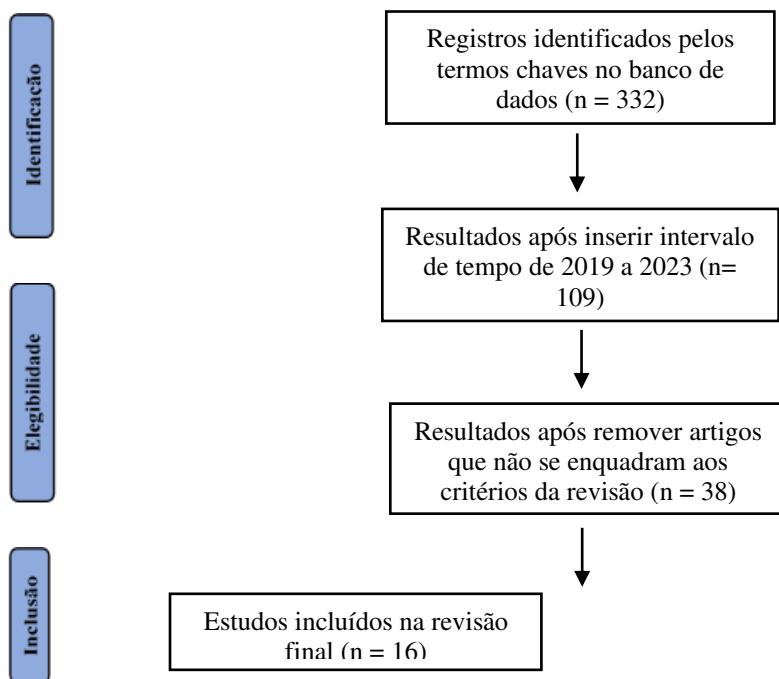 Identificação
Registros identificados pelos
termos chaves no banco de
dados (n = 332)
Resultados após inserir intervalo
de tempo de 2019 a 2023 (n=
109)
Elegibilidade
Resultados após remover artigos
que não se enquadram aos
critérios da revisão (n = 38)
Inclusão
Estudos incluídos na revisão
final (n = 16)